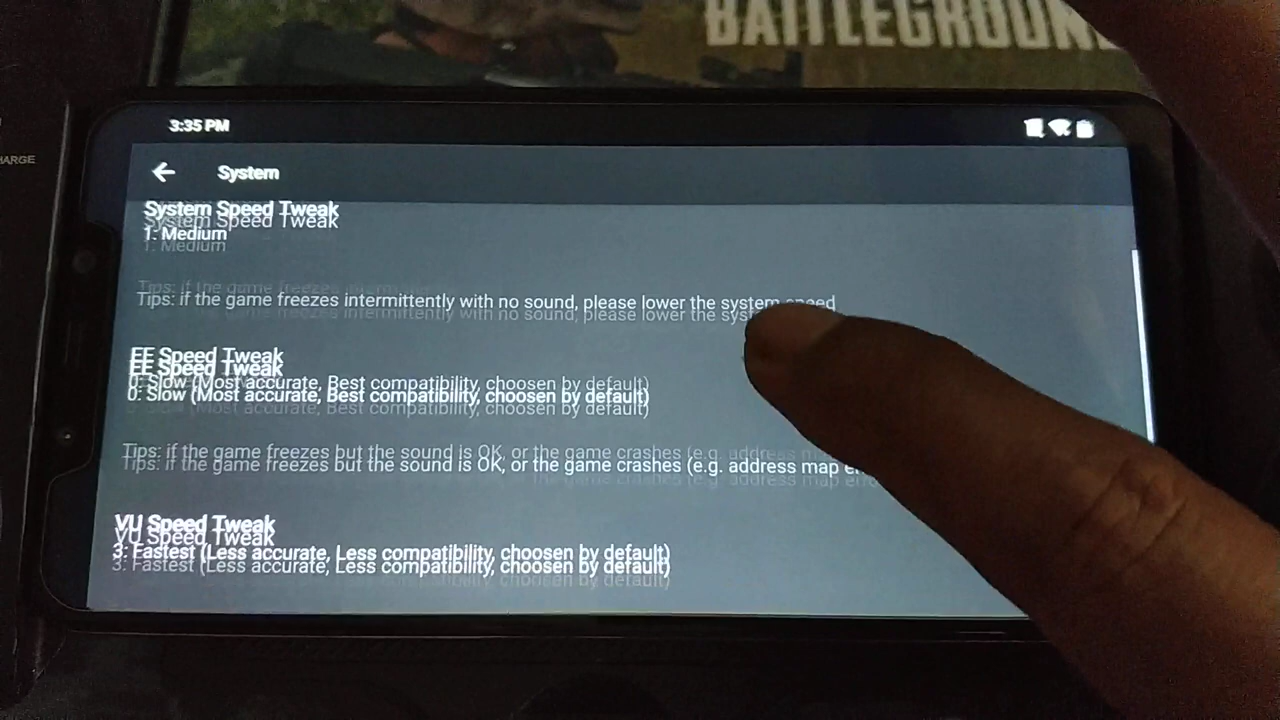 BATTLEGROUN
HARGE
3:35 PM
System
System Speed Tweak
1: Medium
Tips: if the game freezes intermittently with no sound, please lower the system speed
EE Speed Tweak
0: Slow (Most accurate, Best compatibility, choosen by default)
Tips: if the game freezes but the sound is OK, or the game crashes (e.g. address map er
VU Speed Tweak
3: Fastest (Less accurate, Less compatibility, choosen by default)